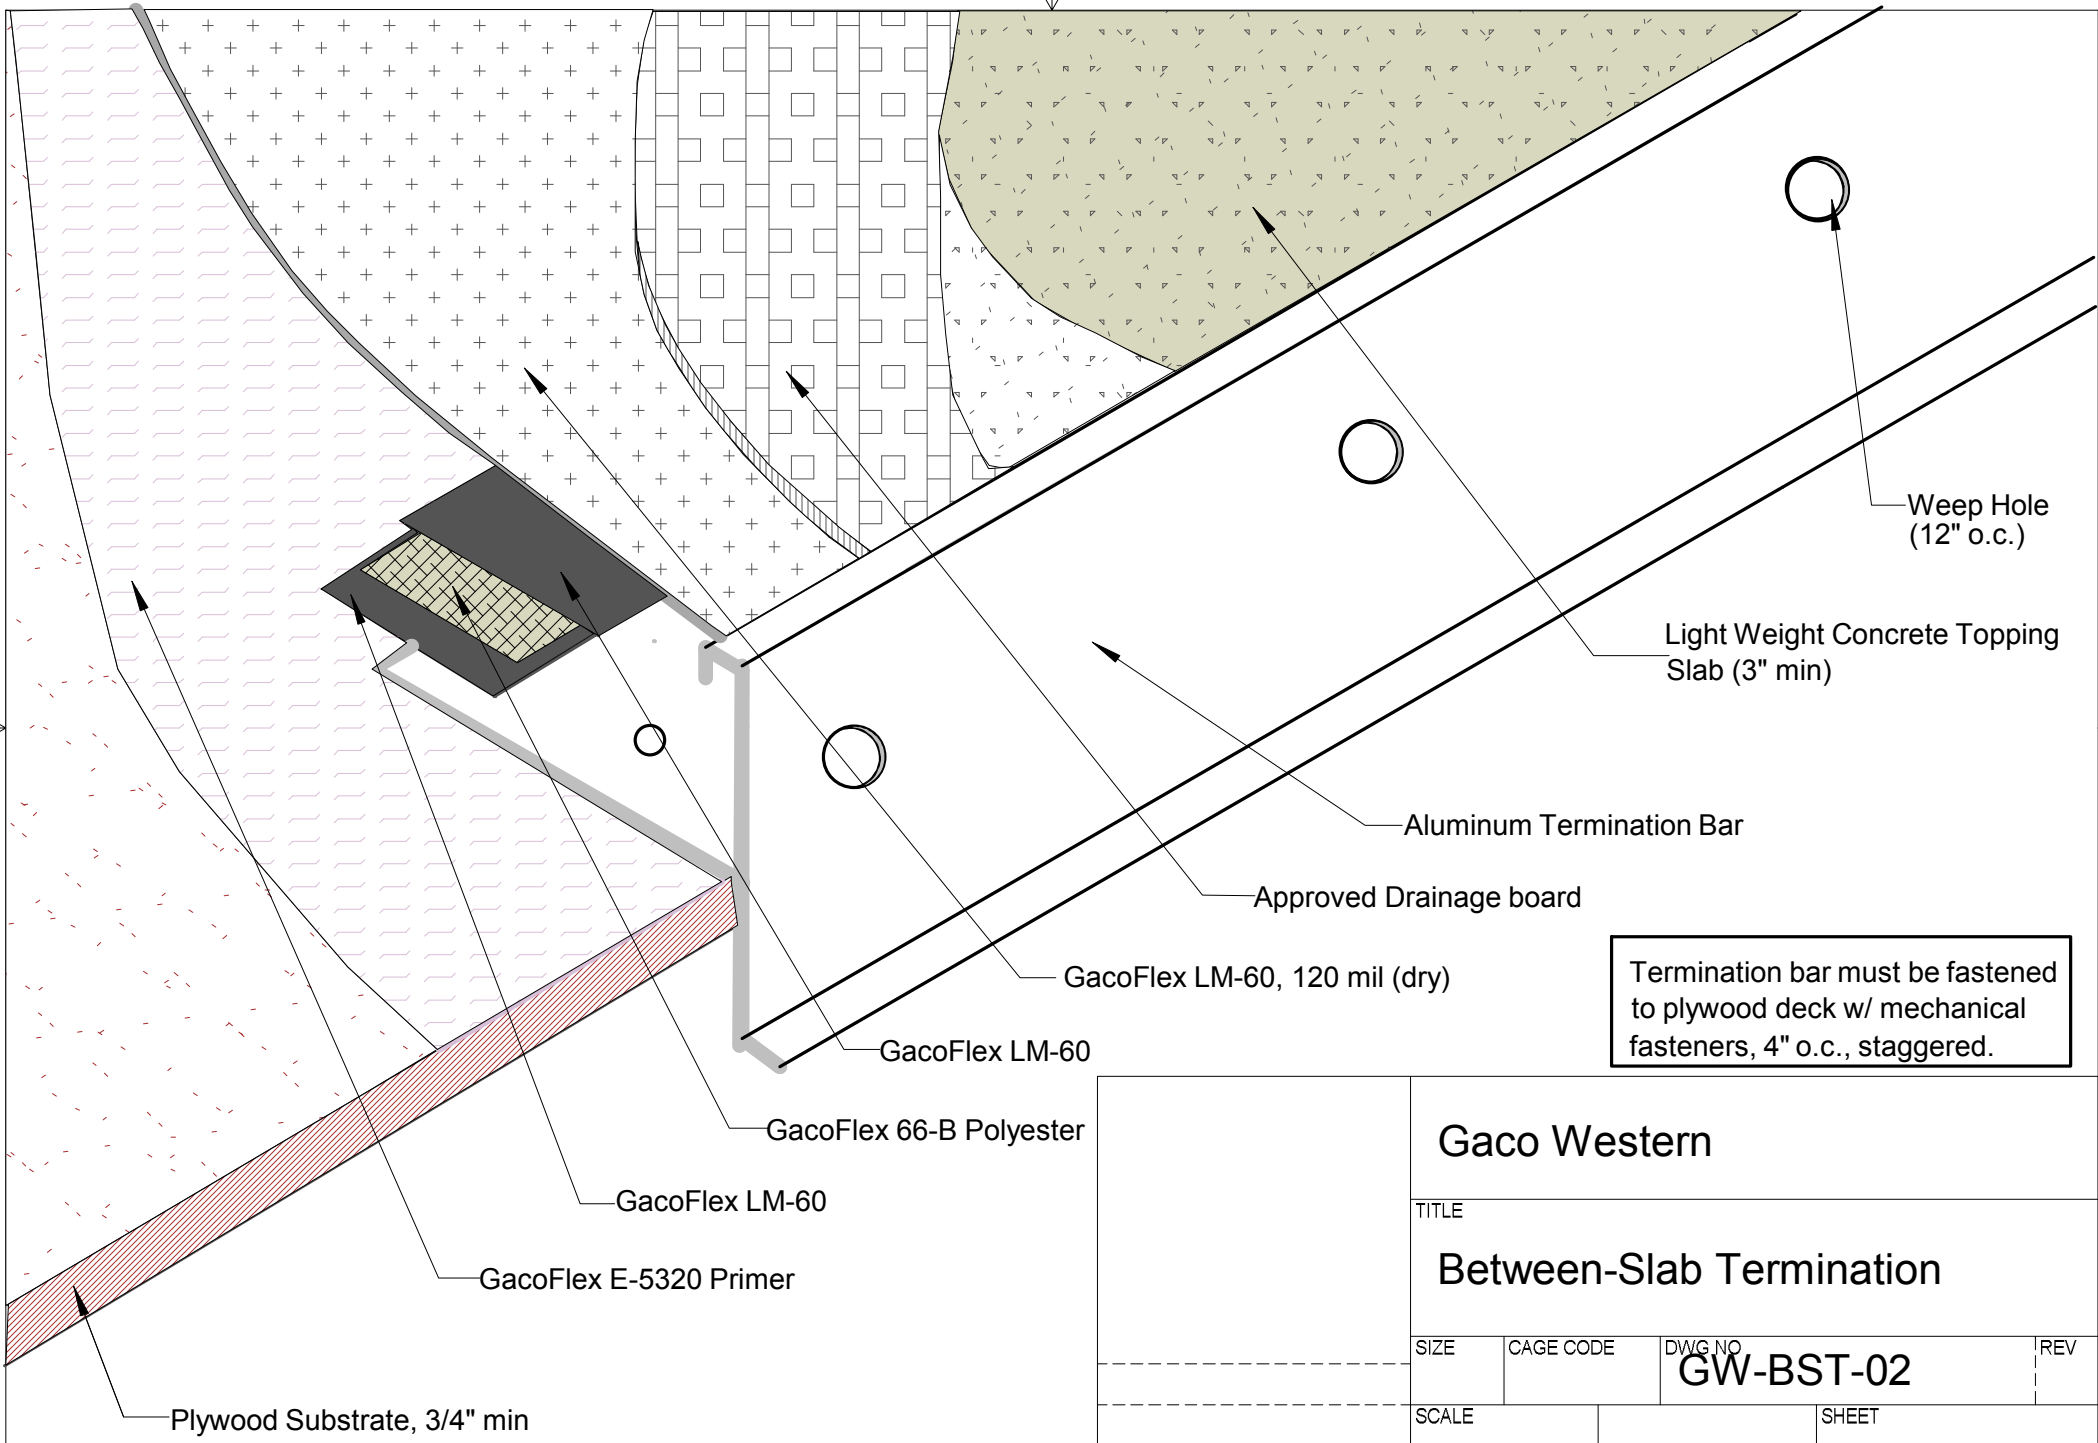 Weep Hole
(12" o.c.)
Light Weight Concrete Topping
Slab (3" min)
Aluminum Termination Bar
Approved Drainage board
GacoFlex LM-60, 120 mil (dry)
GacoFlex LM-60
GacoFlex 66-B Polyester
GacoFlex LM-60
GacoFlex E-5320 Primer
Plywood Substrate, 3/4" min
Termination bar must be fastened
to plywood deck w/ mechanical
fasteners, 4" o.c., staggered.
Gaco Western
TITLE
Between-Slab Termination
SIZE
CAGE CODE
DWG NO
GW-BST-02
REV
SCALE
SHEET